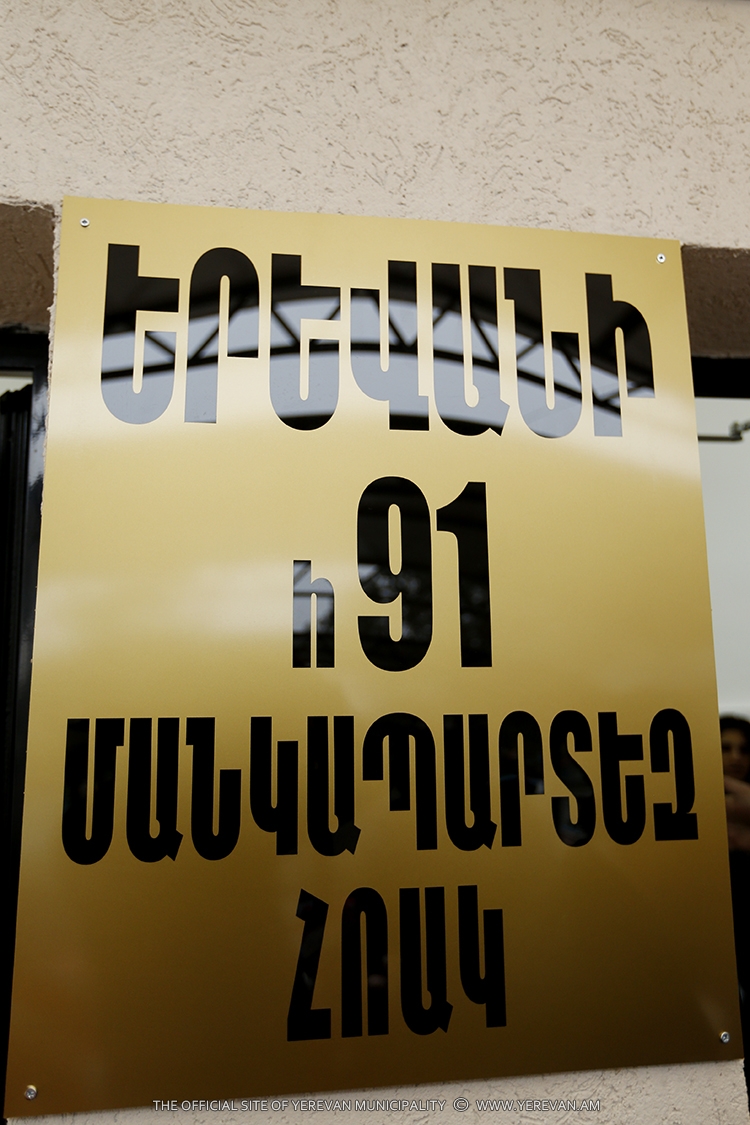 ԵՐԵՎԱՆԻ
հ 91
ՄԱՆԿԱՊԱՐՏԵԶ
ՀՈԱԿ
THE OFFICIAL SITE OF YEREVAN MUNICIPALITY © WWW.YEREVAN.AM